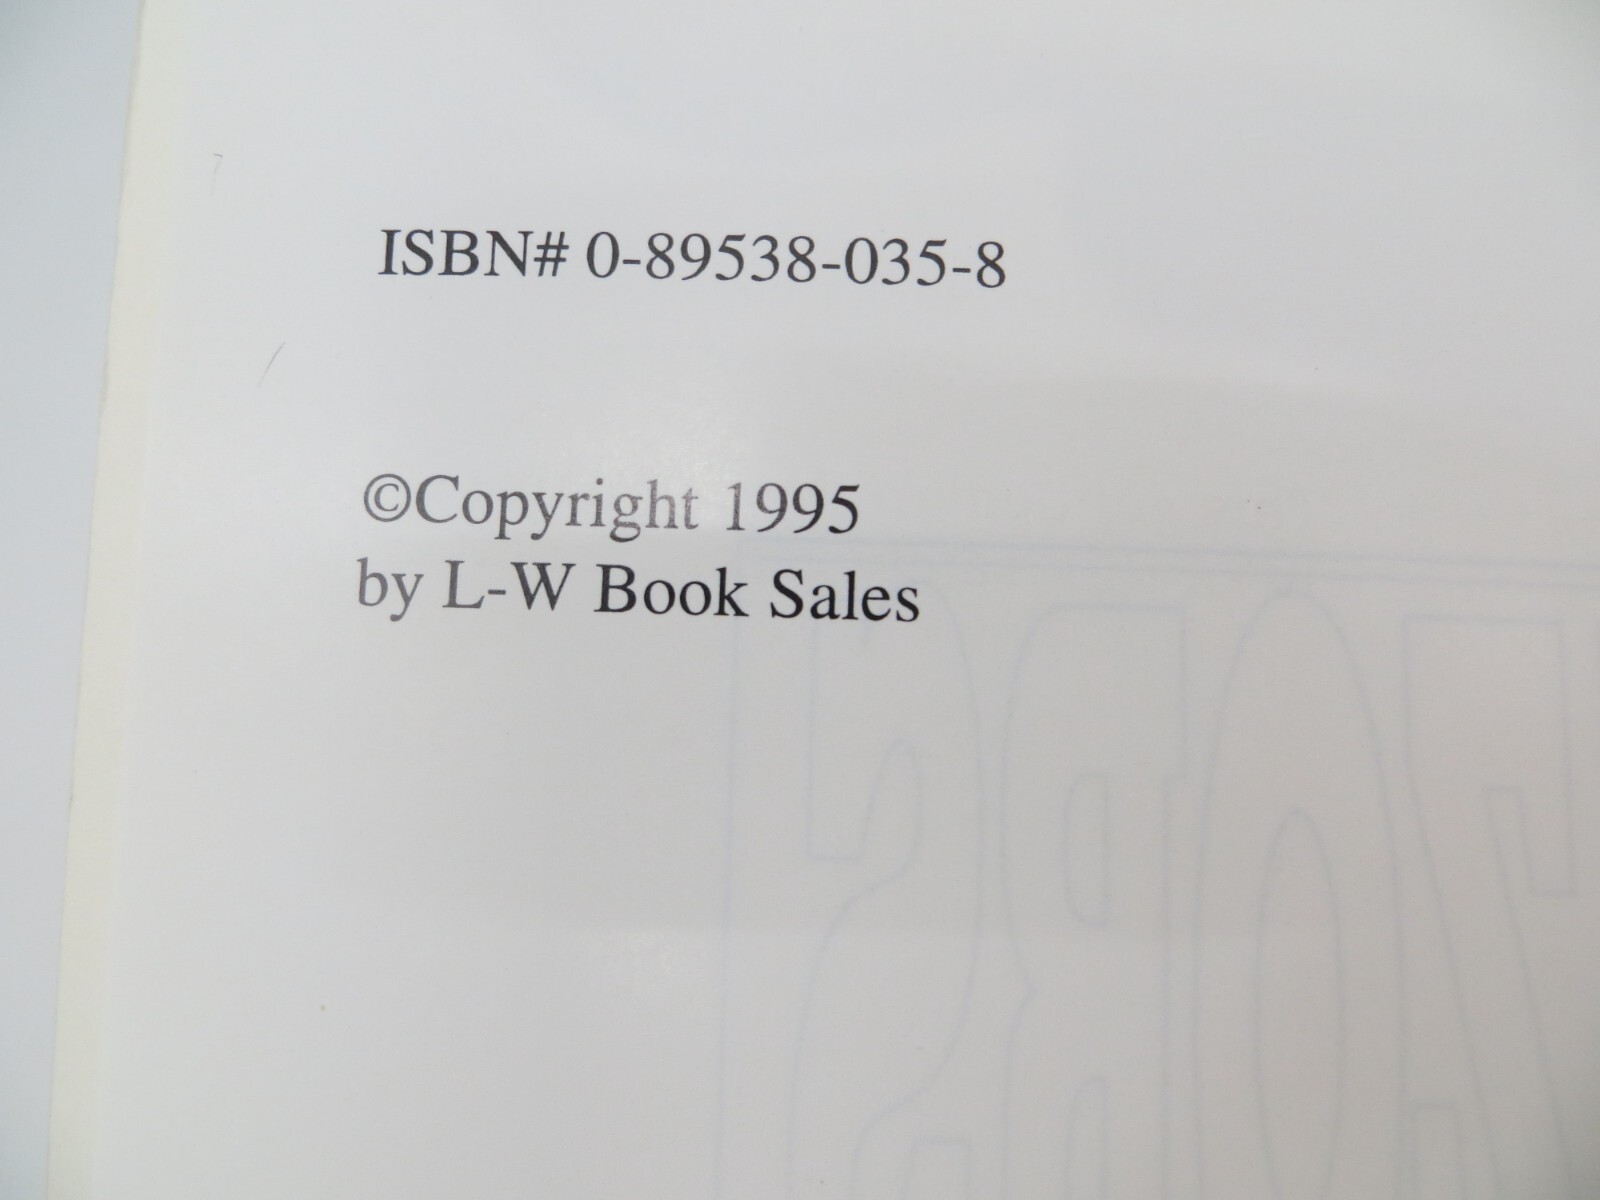 ISBN# 0-89538-035-8
©Copyright 1995
by L-W Book Sales